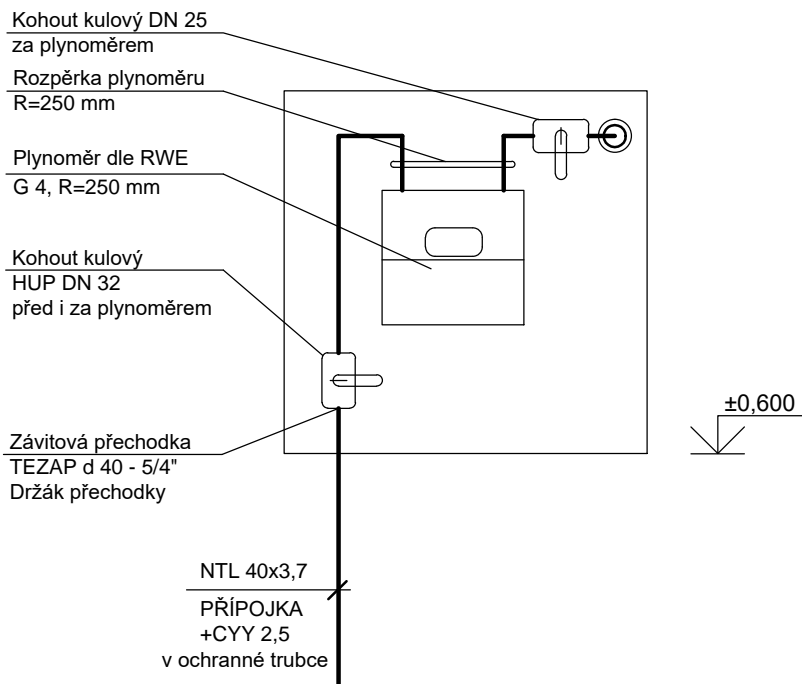 Kohout kulový DN 25
za plynoměrem
Rozpěrka plynoměru
R=250 mm
Plynoměr dle RWE
G 4, R=250 mm
Kohout kulový
HUP DN 32
před i za plynoměrem
±0,600
Závitová přechodka
TEZAP d 40 - 5/4"
Držák přechodky
NTL 40x3,7
PŘÍPOJKA
+CYY 2,5
v ochranné trubce